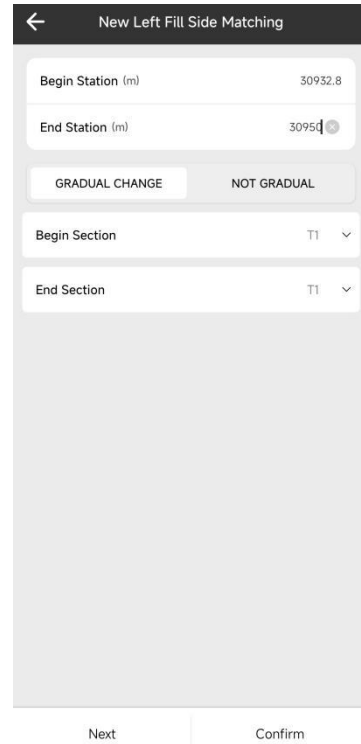 New Left Fill Side Matching
Begin Station (m) 30932.8
End Station (m) 30950
GRADUAL CHANGE NOT GRADUAL
Begin Section T1
End Section T1
Next Confirm